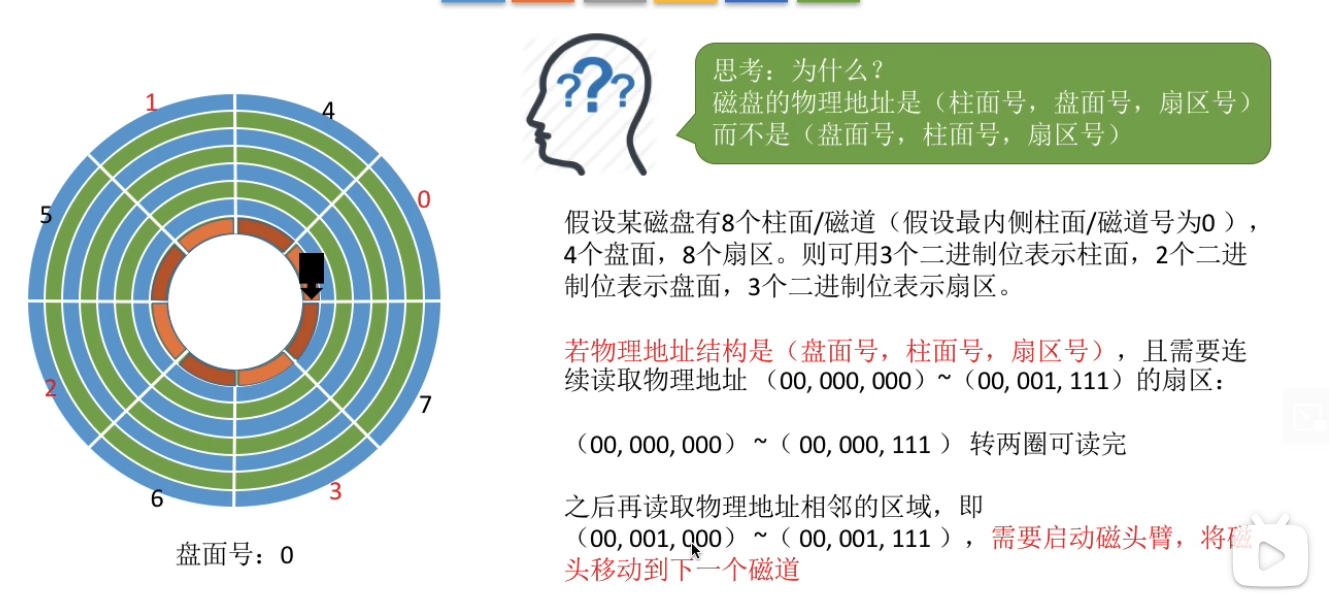 1
4
0
5
2
7
6
3
盘面号：0
???
思考：为什么？
磁盘的物理地址是（柱面号，盘面号，扇区号）
而不是（盘面号，柱面号，扇区号）
假设某磁盘有8个柱面/磁道（假设最内侧柱面/磁道号为0 ），
4个盘面，8个扇区。则可用3个二进制位表示柱面，2个二进
制位表示盘面，3个二进制位表示扇区。
若物理地址结构是（盘面号，柱面号，扇区号），且需要连
续读取物理地址 （00, 000, 000）~（00, 001, 111）的扇区：
（00, 000, 000） ~（ 00, 000, 111 ） 转两圈可读完
之后再读取物理地址相邻的区域，即
（00, 001, 000） ~（ 00, 001, 111 ），需要启动磁头臂，将磁
头移动到下一个磁道